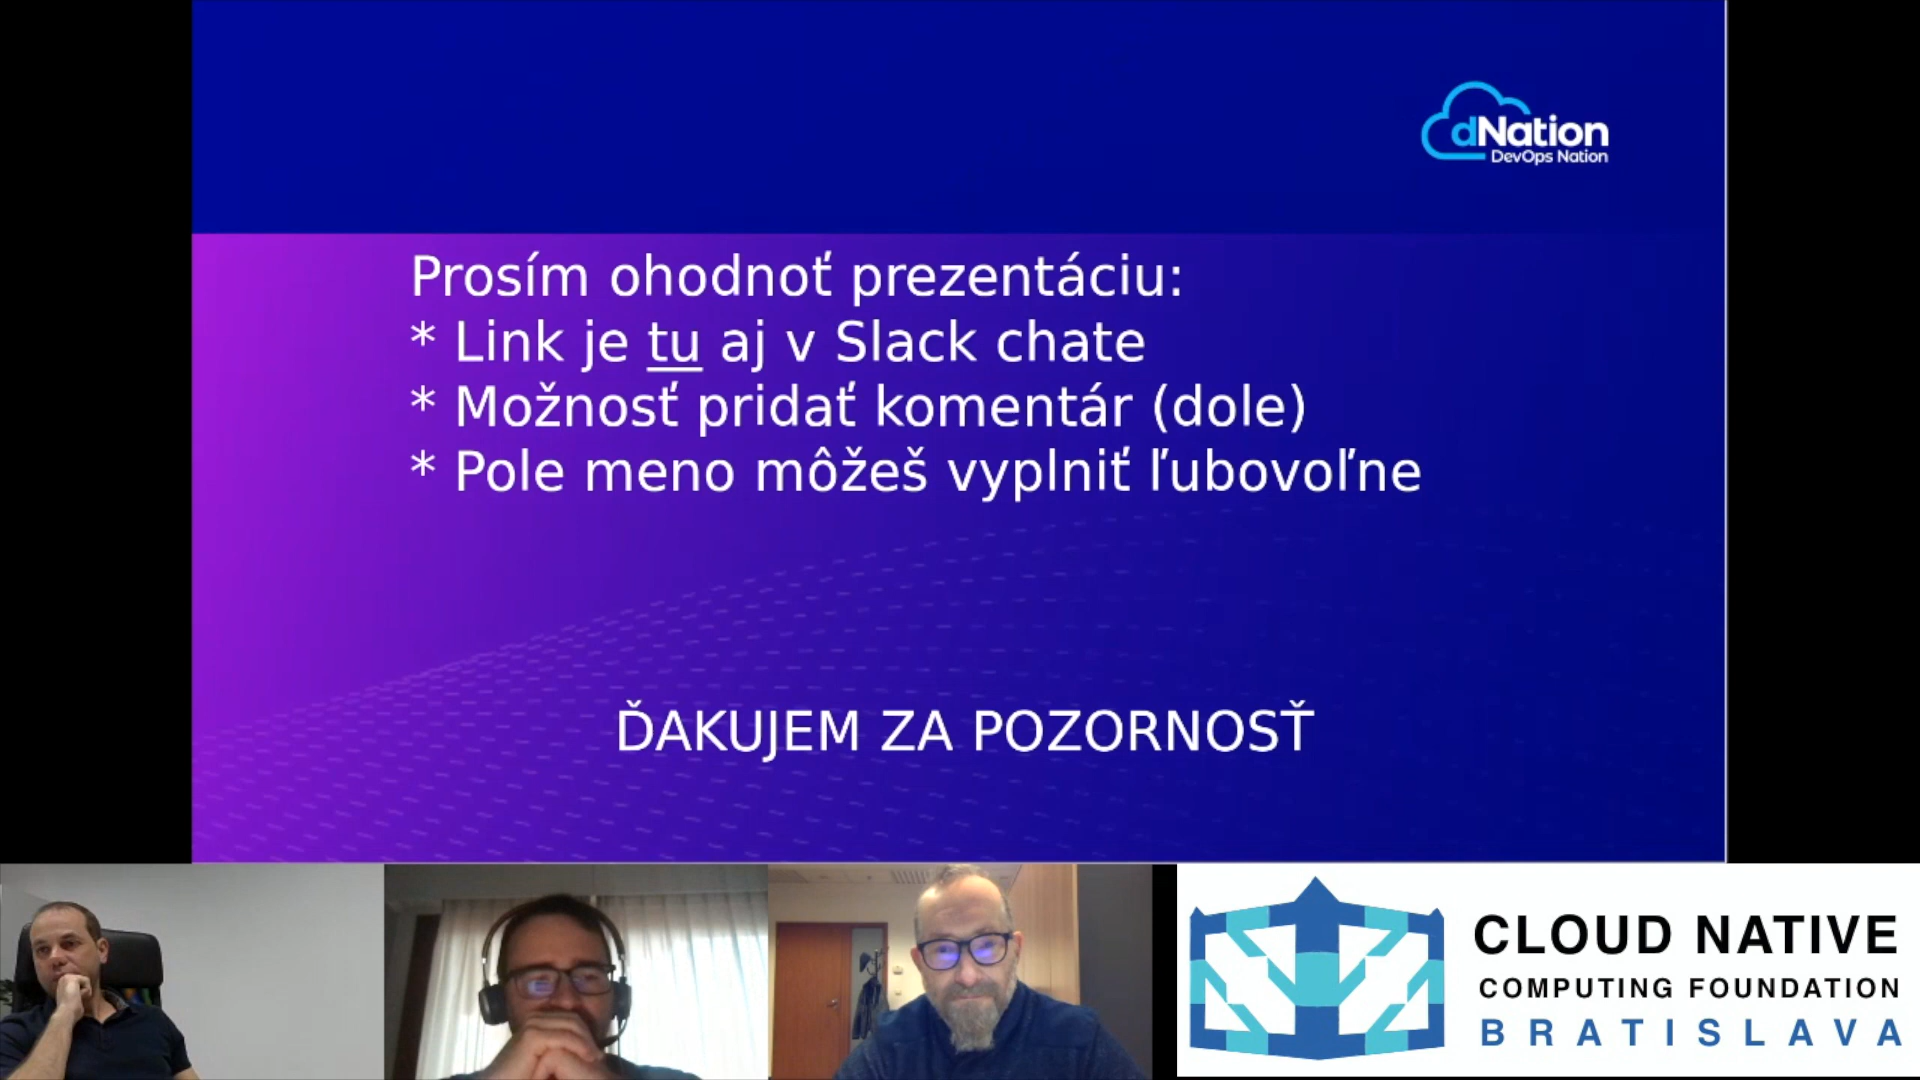 dNation
DevOps Nation
Prosím ohodnoť prezentáciu:
* Link je tu aj v Slack chate
* Možnosť pridať komentár (dole)
* Pole meno môžeš vyplniť ľubovoľne
ĎAKUJEM ZA POZORNOSŤ
CLOUD NATIVE
COMPUTING FOUNDATION
BRATISLAVA